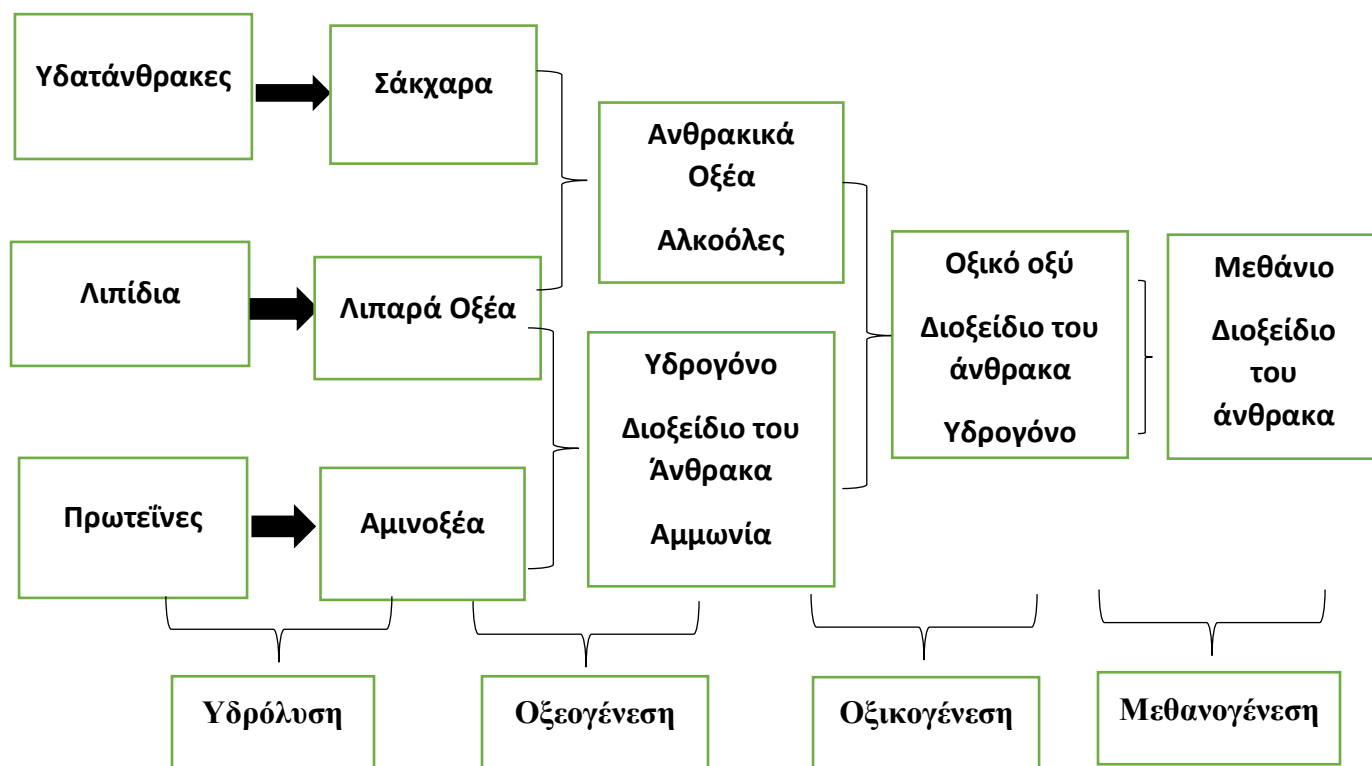 Υδατάνθρακες
Σάκχαρα
Ανθρακικά
Οξέα
Αλκοόλες
Λιπίδια
Λιπαρά Οξέα
Οξικό οξύ
Διοξείδιο του
άνθρακα
Υδρογόνο
Μεθάνιο
Διοξείδιο
του
άνθρακα
Υδρογόνο
Διοξείδιο του
Άνθρακα
Αμμωνία
Πρωτεΐνες
Αμινοξέα
Υδρόλυση
Οξεογένεση
Οξικογένεση
Μεθανογένεση